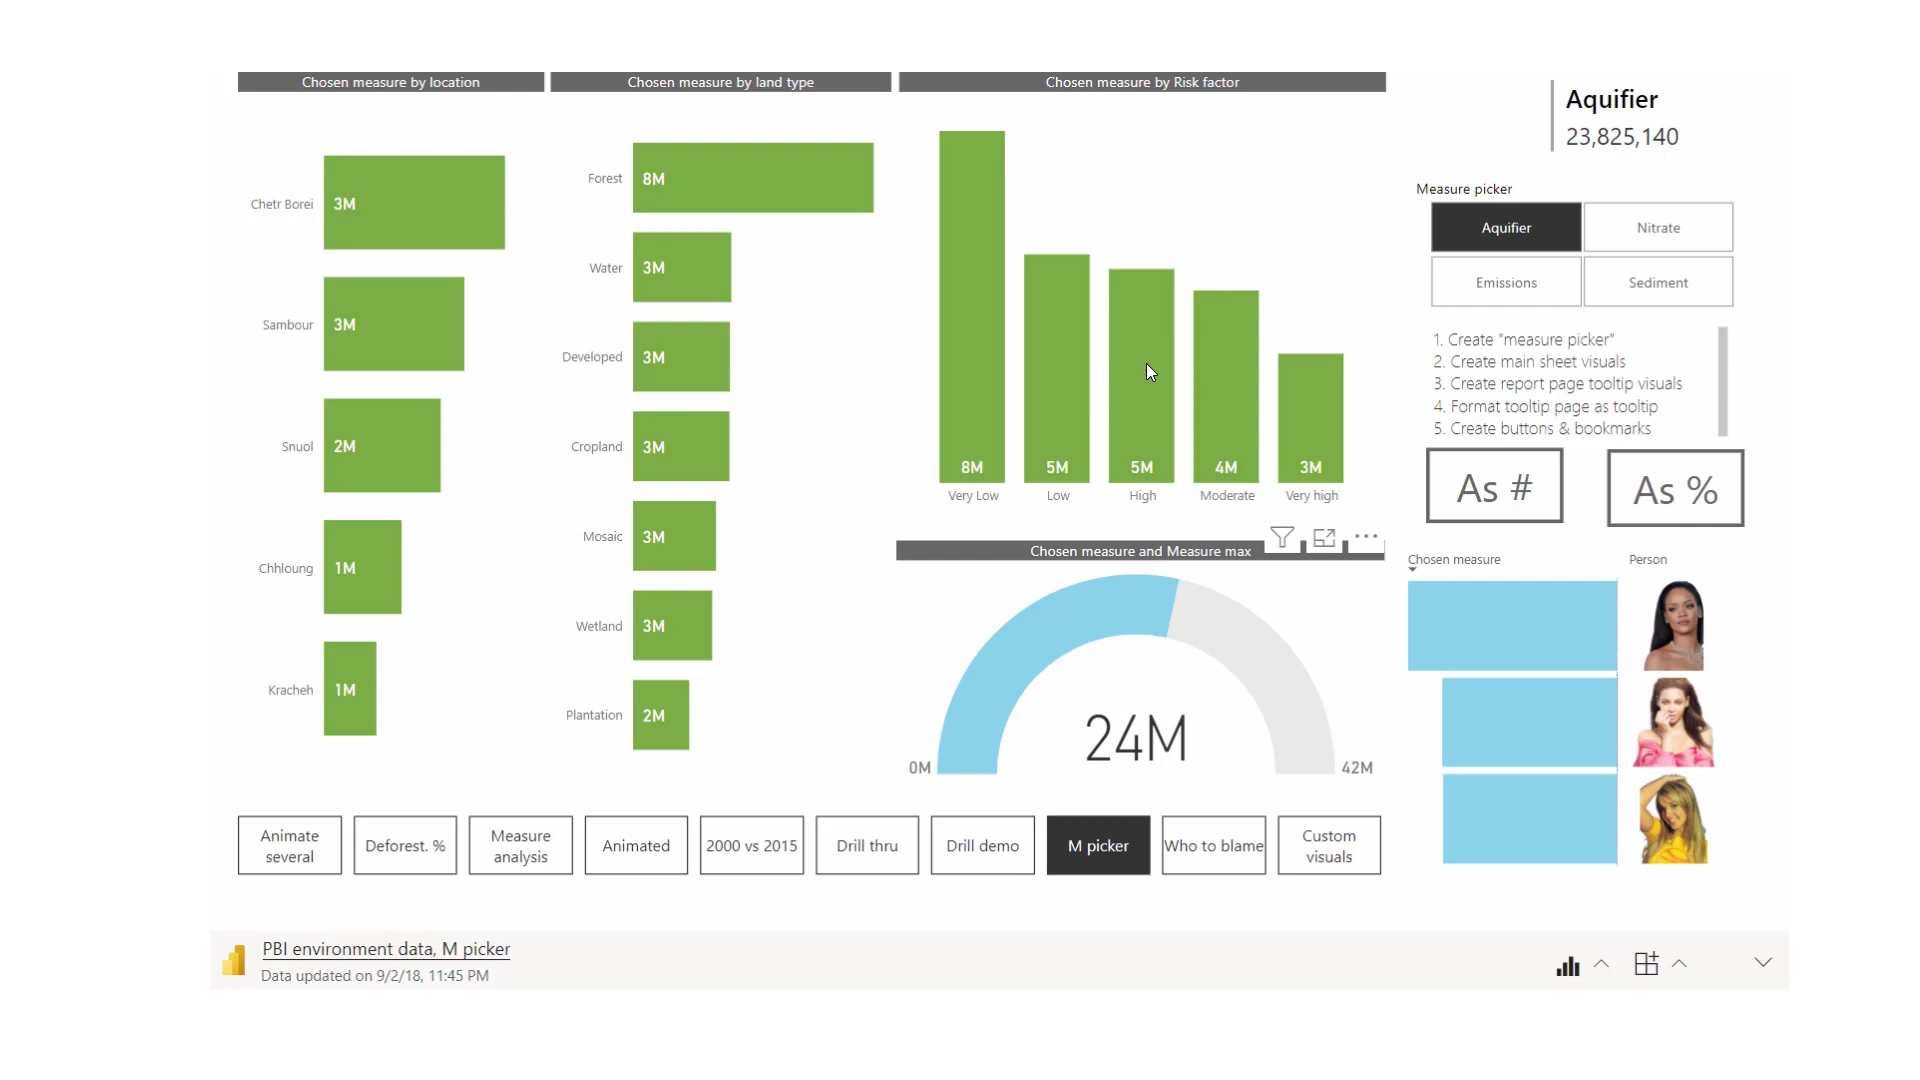 Chosen measure by location
Chetr Borei
3M
Sambour
3M
Snuol
2M
Chhloung
1M
Kracheh
1M
Chosen measure by land type
Forest
8M
Water
3M
Developed
3M
Cropland
3M
Mosaic
3M
Wetland
3M
Plantation
2M
Chosen measure by Risk factor
8M
5M
5M
4M
3M
Very Low
Low
High
Moderate
Very high
Chosen measure and Measure max
24M
0M
42M
Aquifier
23,825,140
Measure picker
Aquifier
Nitrate
Emissions
Sediment
1. Create "measure picker"
2. Create main sheet visuals
3. Create report page tooltip visuals
4. Format tooltip page as tooltip
5. Create buttons & bookmarks
As #
As %
Chosen measure
Person
Animate
several
Deforest. %
Measure
analysis
Animated
2000 vs 2015
Drill thru
Drill demo
M picker
Who to blame
Custom
visuals
PBI environment data, M picker
Data updated on 9/2/18, 11:45 PM